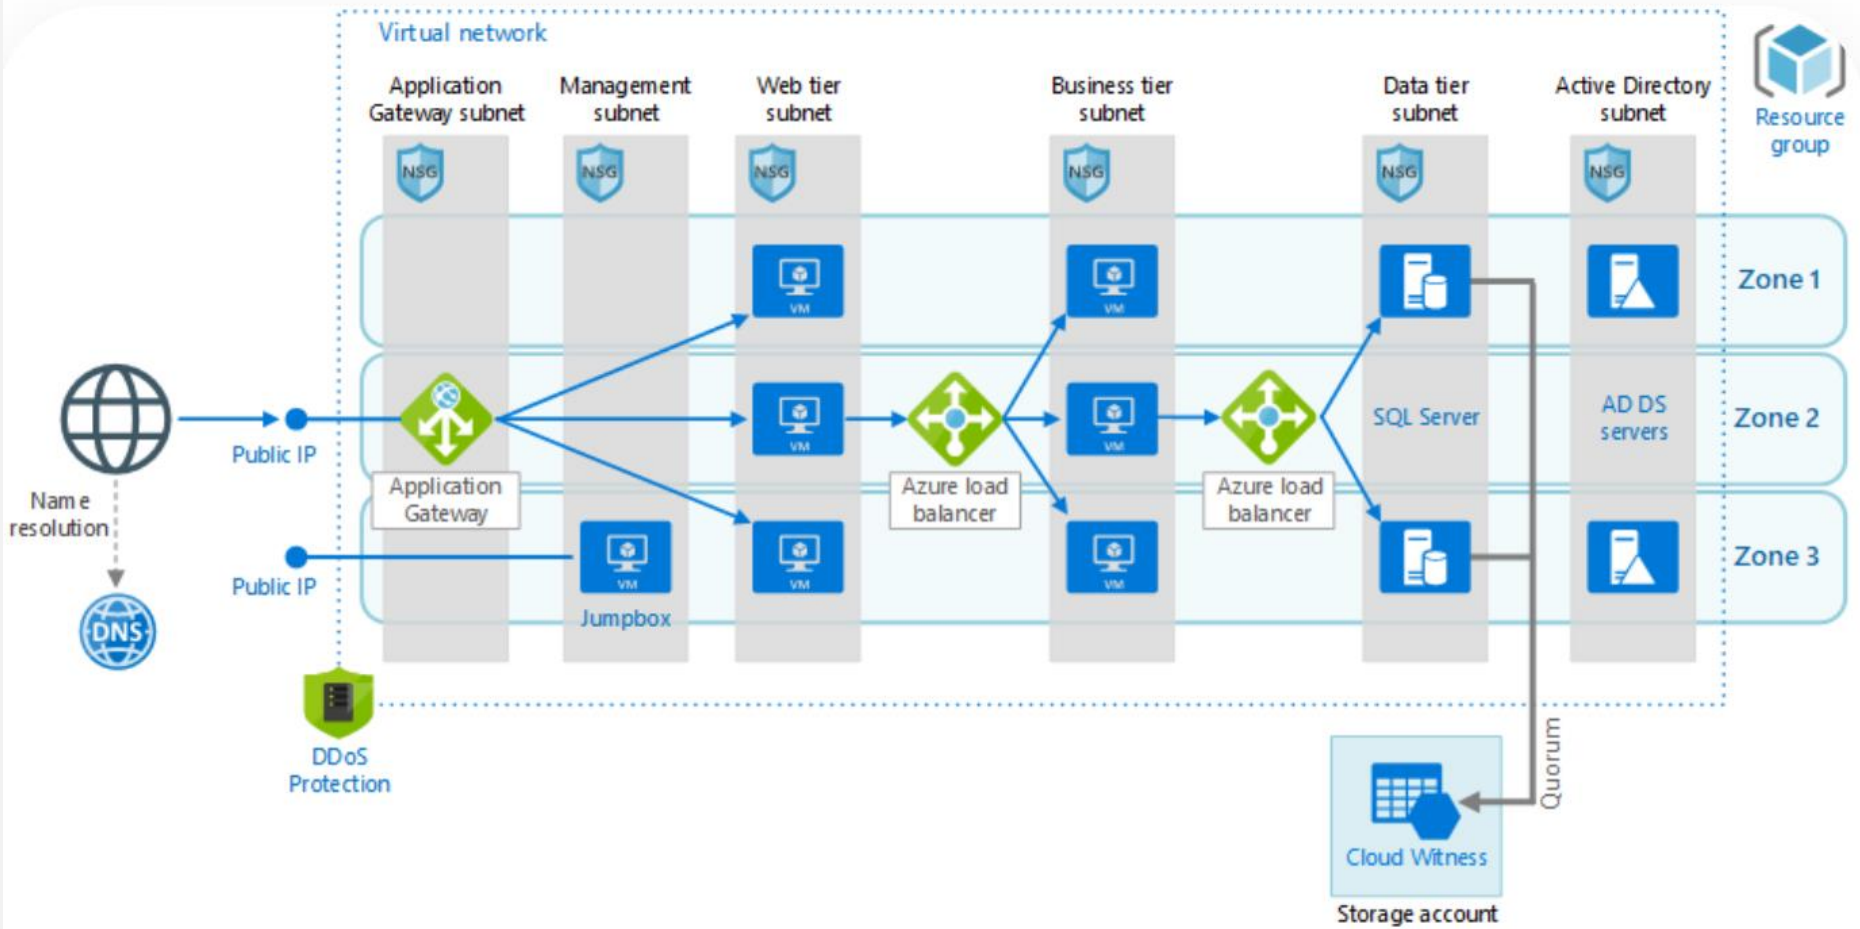 Virtual network
Application
Gateway subnet
Management
subnet
Web tier
subnet
Business tier
subnet
Data tier
subnet
Active Directory
subnet
Resource
group
NSG
NSG
NSG
NSG
NSG
NSG
VM
VM
Zone 1
Public IP
VM
VM
SQL Server
AD DS
servers
Zone 2
Application
Gateway
Azure load
balancer
Azure load
balancer
Name
resolution
Public IP
VM
Jumpbox
VM
VM
Zone 3
DNS
DDoS
Protection
Quorum
Cloud Witness
Storage account